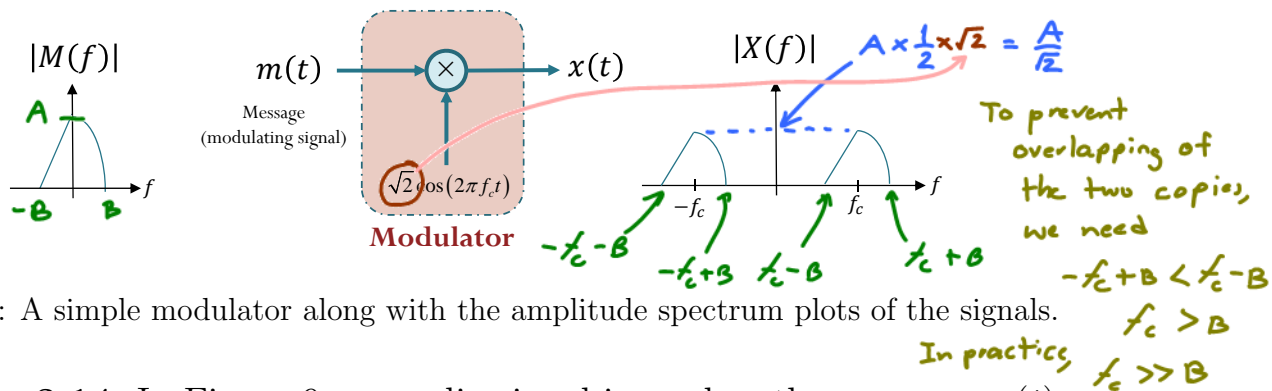 |M(f)|
A
-B
B
f
m(t)
Message
(modulating signal)
×
x(t)
√2 cos(2πf_c t)
Modulator
|X(f)|
A × 1/2 × √2 = A/√2
-f_c
f_c
f
-f_c - B
-f_c + B
f_c - B
f_c + B
To prevent
overlapping of
the two copies,
we need
-f_c + B < f_c - B
f_c > B
: A simple modulator along with the amplitude spectrum plots of the signals.
In practice, f_c >> B